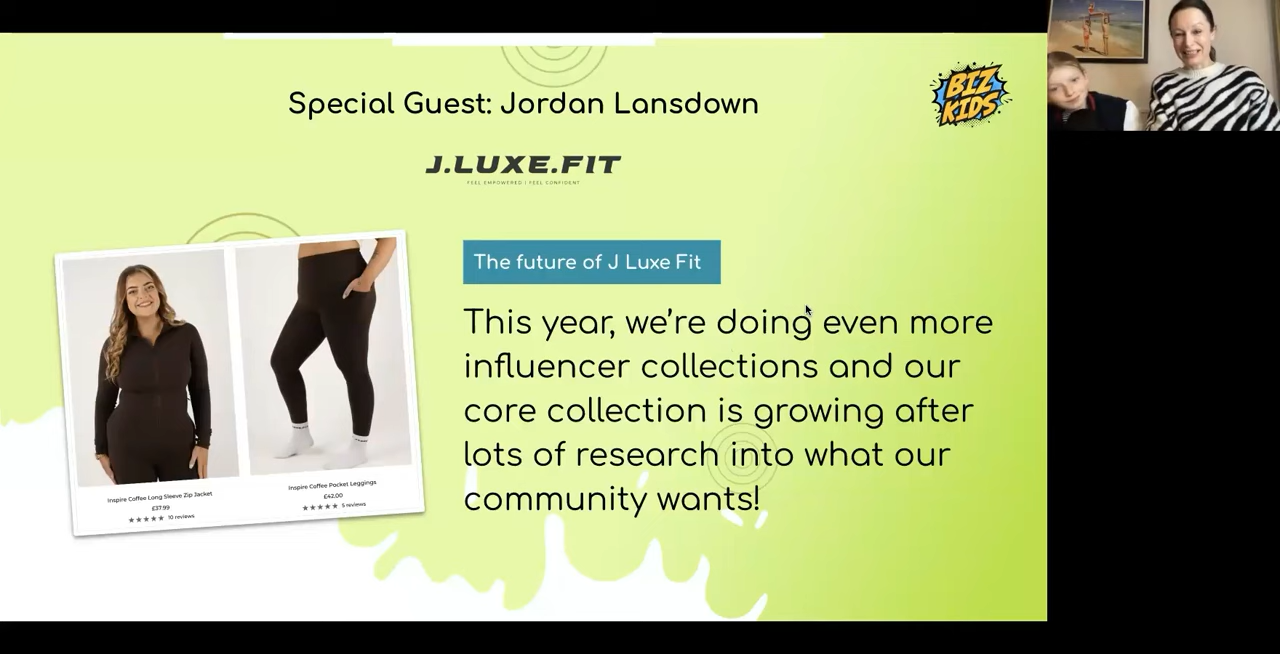 Special Guest: Jordan Lansdown
BIZ
KIDS
J.LUXE.FIT
FEEL EMPOWERED | FEEL CONFIDENT
The future of J Luxe Fit
This year, we're doing even more
influencer collections and our
core collection is growing after
lots of research into what our
community wants!
Inspire Coffee Long Sleeve Zip Jacket
£37.99
★★★★★ 10 reviews
Inspire Coffee Pocket Leggings
£42.00
★★★★★ 5 reviews